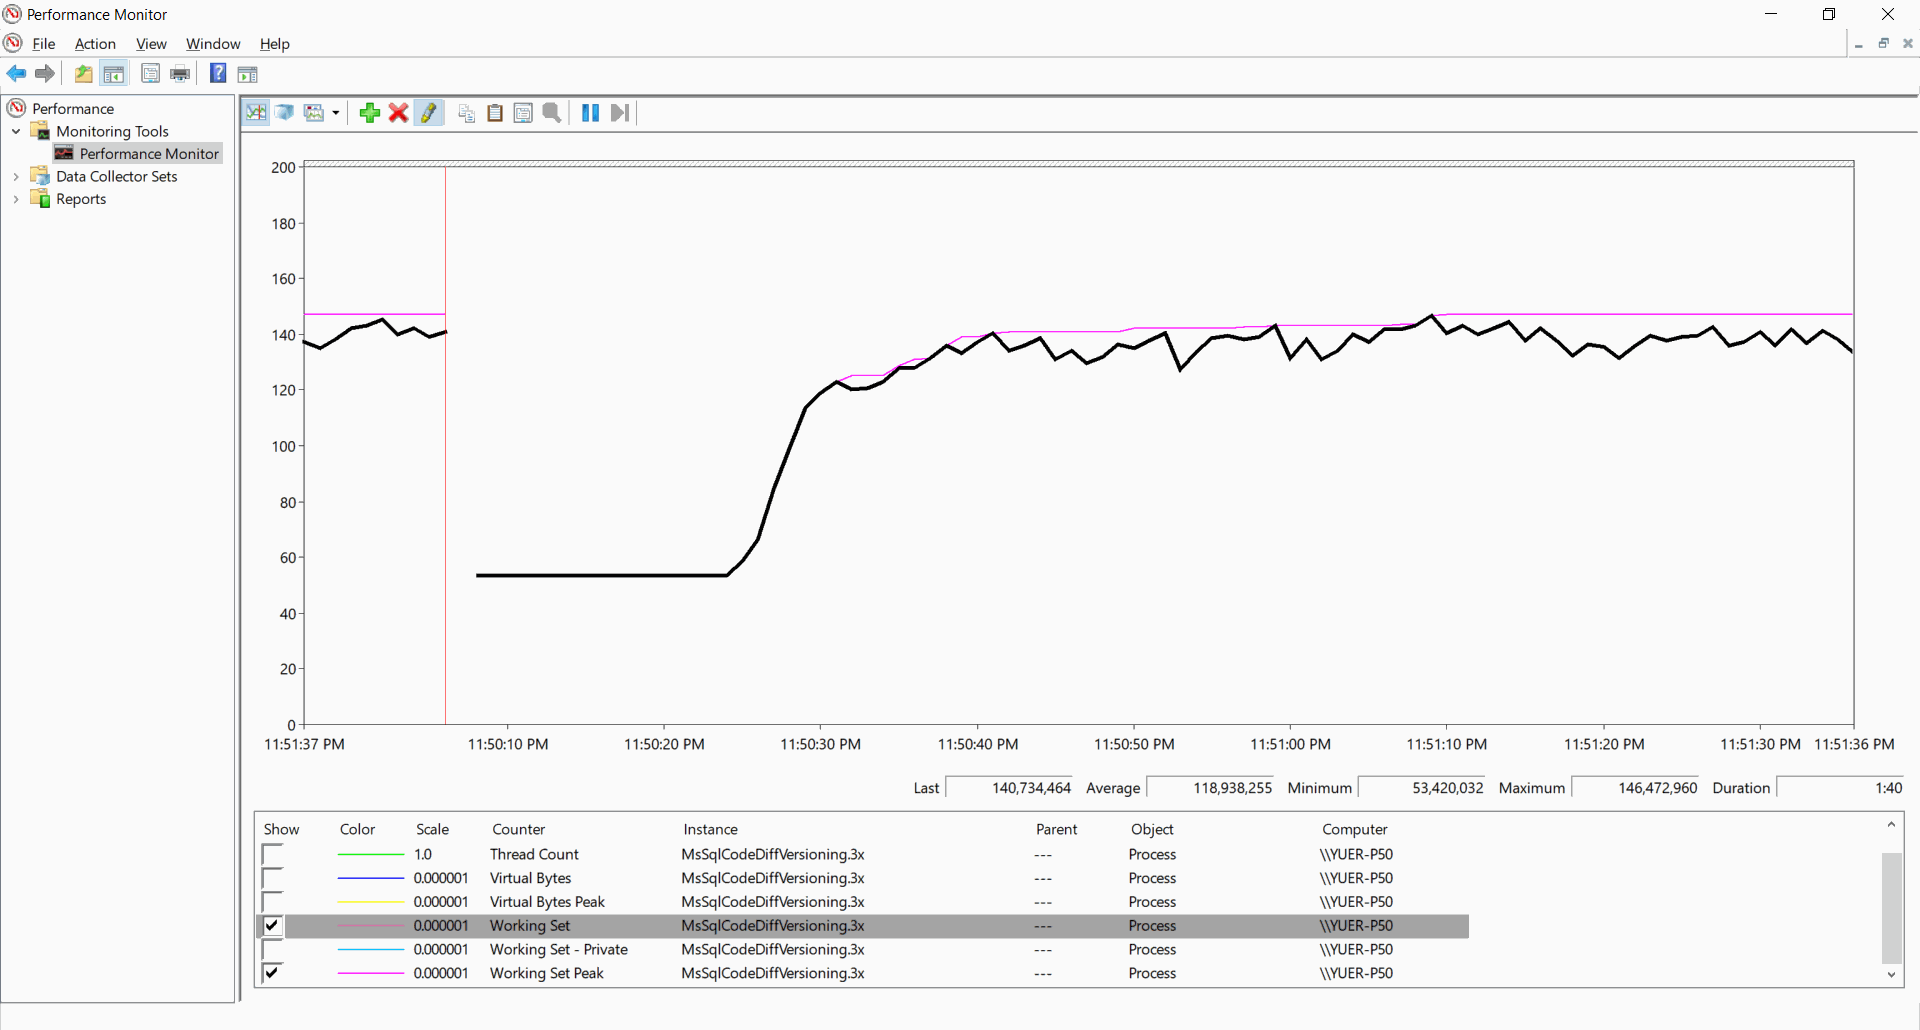 Performance Monitor
File Action View Window Help
Performance
Monitoring Tools
Performance Monitor
Data Collector Sets
Reports
200
180
160
140
120
100
80
60
40
20
0
11:51:37 PM 11:50:10 PM 11:50:20 PM 11:50:30 PM 11:50:40 PM 11:50:50 PM 11:51:00 PM 11:51:10 PM 11:51:20 PM 11:51:30 PM 11:51:36 PM
Last 140,734,464 Average 118,938,255 Minimum 53,420,032 Maximum 146,472,960 Duration 1:40
Show Color Scale Counter Instance Parent Object Computer
1.0 Thread Count MsSqlCodeDiffVersioning.3x --- Process \\YUER-P50
0.000001 Virtual Bytes MsSqlCodeDiffVersioning.3x --- Process \\YUER-P50
0.000001 Virtual Bytes Peak MsSqlCodeDiffVersioning.3x --- Process \\YUER-P50
0.000001 Working Set MsSqlCodeDiffVersioning.3x --- Process \\YUER-P50
0.000001 Working Set - Private MsSqlCodeDiffVersioning.3x --- Process \\YUER-P50
0.000001 Working Set Peak MsSqlCodeDiffVersioning.3x --- Process \\YUER-P50